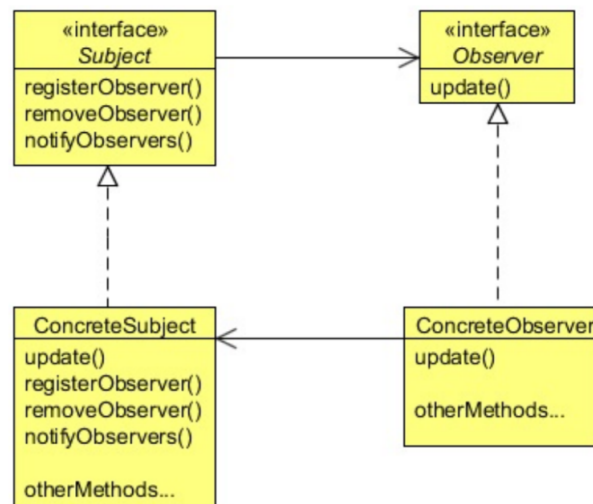 «interface»
Subject
registerObserver()
removeObserver()
notifyObservers()
«interface»
Observer
update()
ConcreteSubject
update()
registerObserver()
removeObserver()
notifyObservers()
otherMethods...
ConcreteObserver
update()
otherMethods...